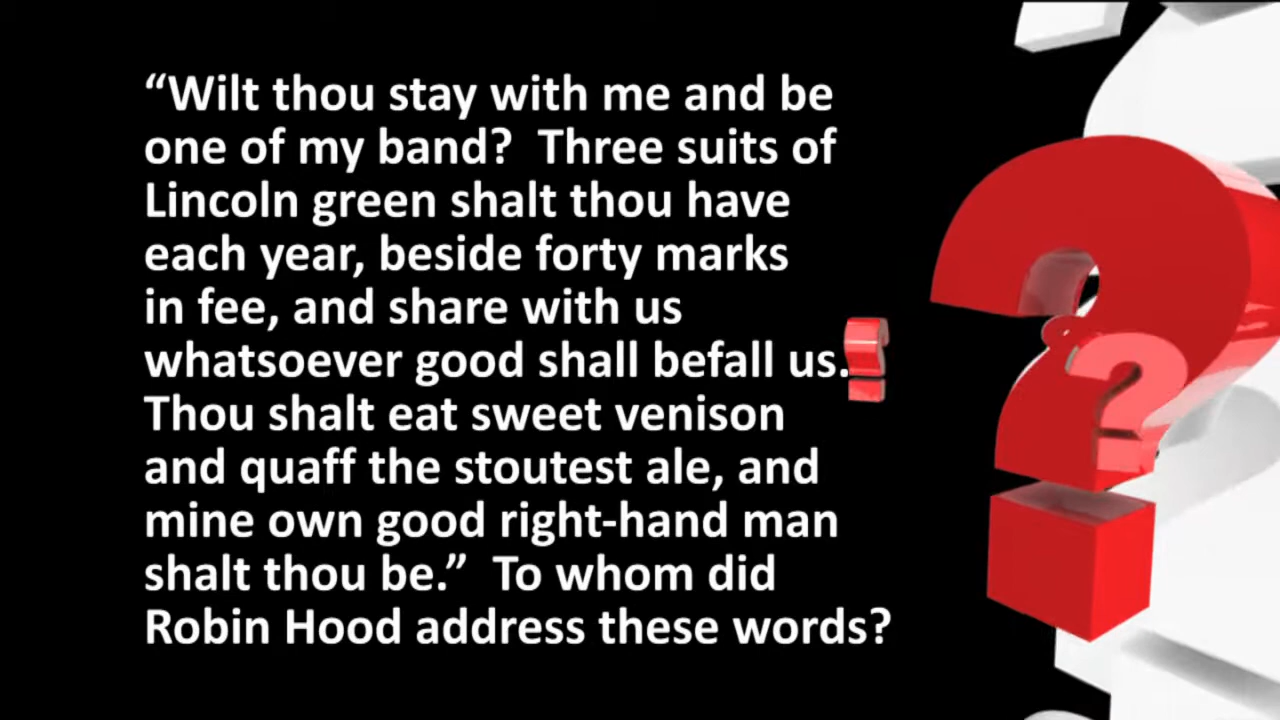 “Wilt thou stay with me and be
one of my band?  Three suits of
Lincoln green shalt thou have
each year, beside forty marks
in fee, and share with us
whatsoever good shall befall us.
Thou shalt eat sweet venison
and quaff the stoutest ale, and
mine own good right-hand man
shalt thou be.”  To whom did
Robin Hood address these words?